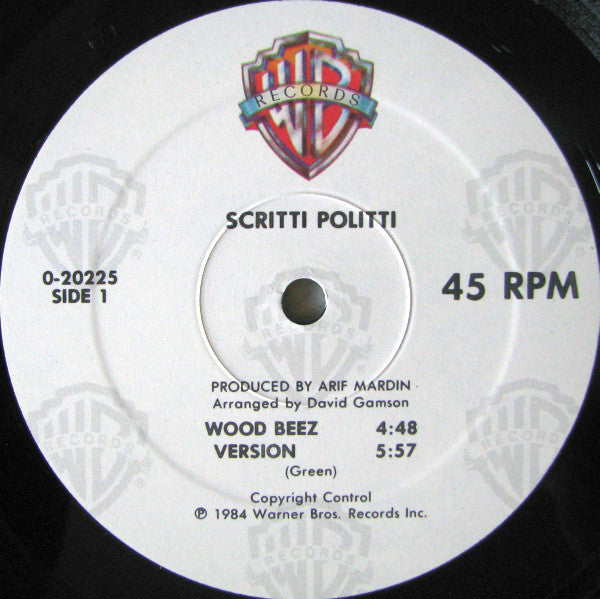 WB
RECORDS
SCRITTI POLITTI
0-20225
SIDE 1
45 RPM
PRODUCED BY ARIF MARDIN
Arranged by David Gamson
WOOD BEEZ 4:48
VERSION 5:57
(Green)
Copyright Control
℗ 1984 Warner Bros. Records Inc.